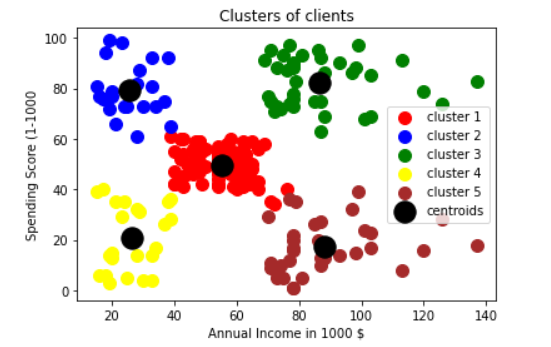 Clusters of clients
100
80
60
40
20
0
Spending Score (1-1000
cluster 1
cluster 2
cluster 3
cluster 4
cluster 5
centroids
20 40 60 80 100 120 140
Annual Income in 1000 $